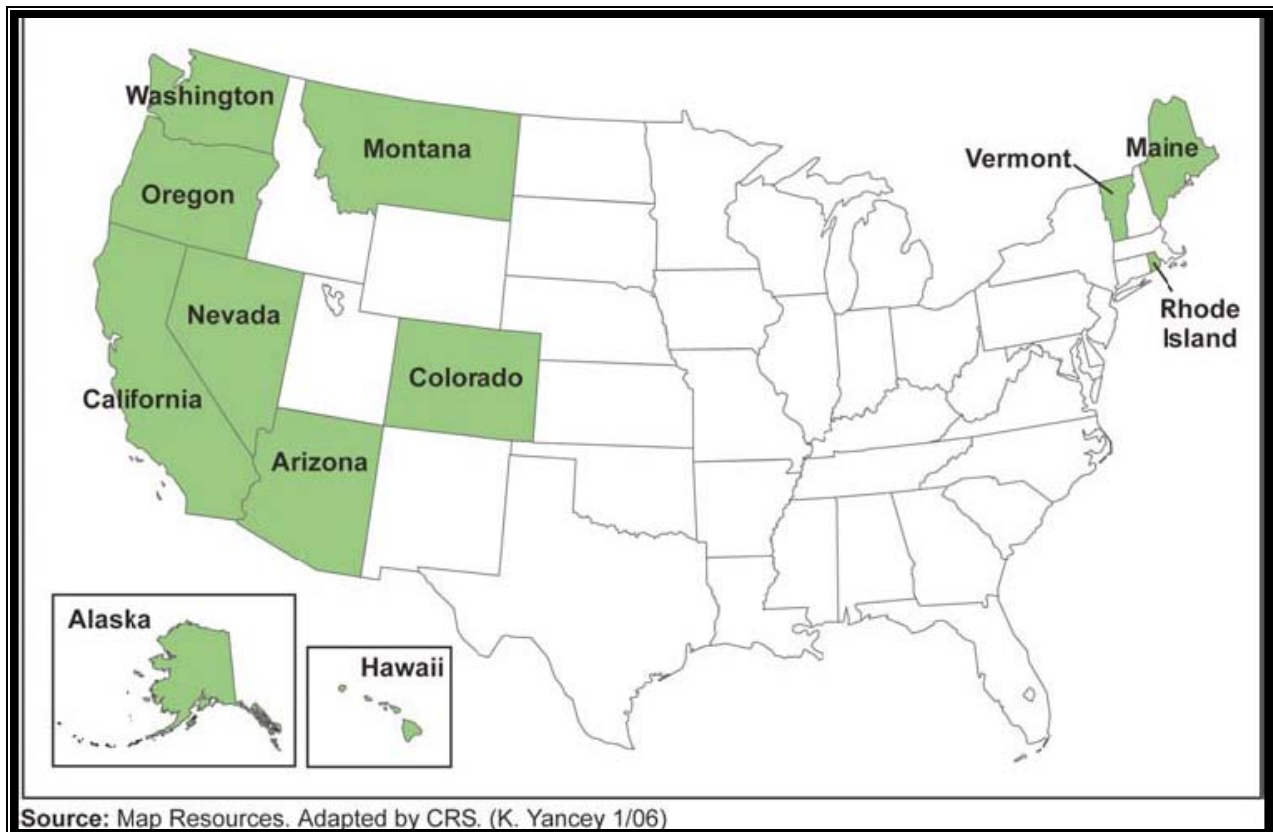 Washington
Montana
Vermont
Maine
Oregon
Nevada
Rhode
Island
Colorado
California
Arizona
Alaska
Hawaii
Source: Map Resources. Adapted by CRS. (K. Yancey 1/06)